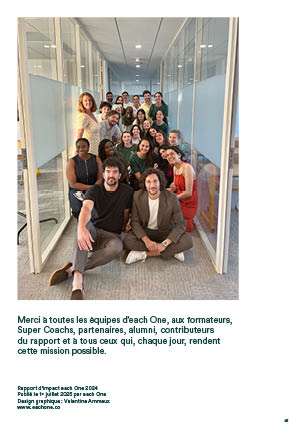 Merci à toutes les équipes d'each One, aux formateurs,
Super Coachs, partenaires, alumni, contributeurs
du rapport et à tous ceux qui, chaque jour, rendent
cette mission possible.
Rapport d'impact each One 2024
Publié le 1er juillet 2025 par each One
Design graphique : Valentine Ammeux
www.eachone.co